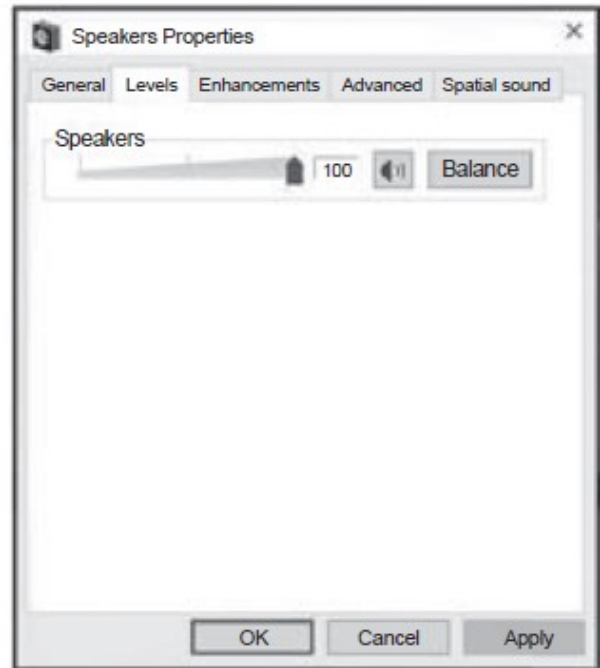 Speakers Properties
General Levels Enhancements Advanced Spatial sound
Speakers
100 Balance
OK Cancel Apply